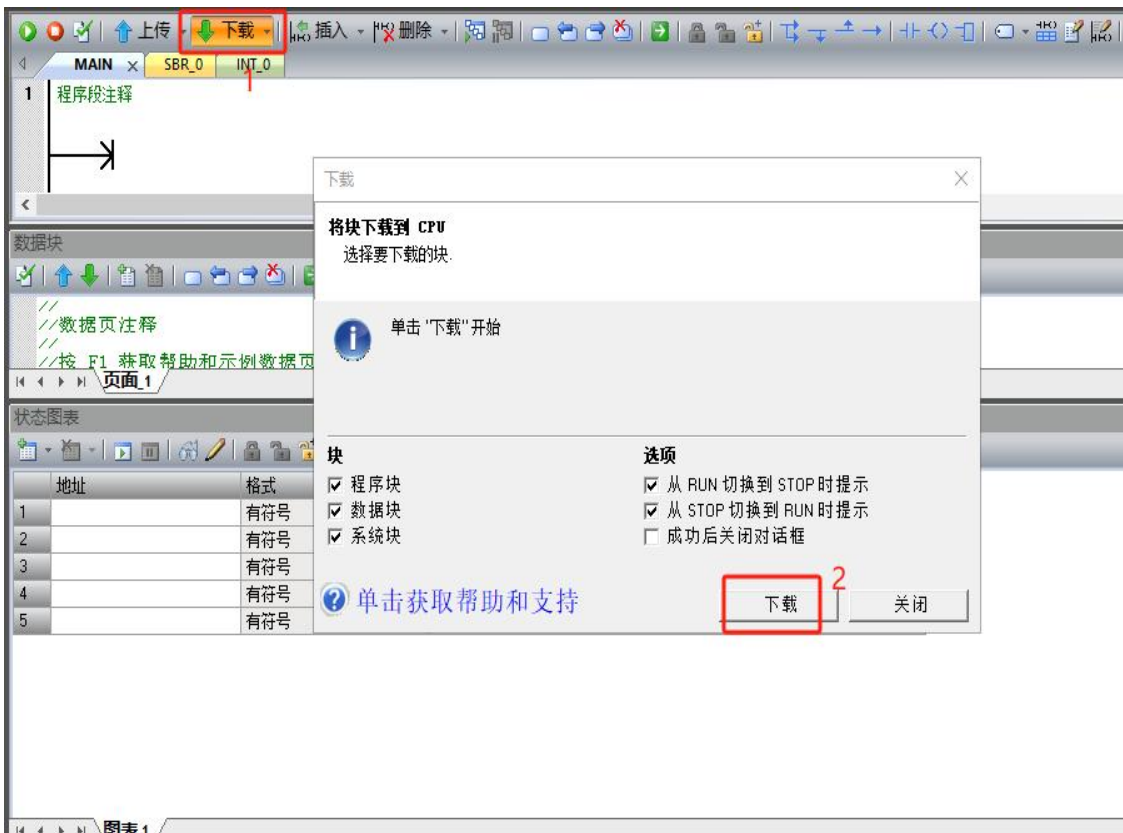 上传 下载 插入 删除
MAIN SBR_0 INT_0
1
1 程序段注释
下载
将块下载到 CPU
选择要下载的块.
数据块
//
//数据页注释
//
//按 F1 获取帮助和示例数据页
页面_1
单击"下载"开始
状态图表
地址 格式
1 有符号
2 有符号
3 有符号
4 有符号
5 有符号
块
程序块
数据块
系统块
选项
从 RUN 切换到 STOP 时提示
从 STOP 切换到 RUN 时提示
成功后关闭对话框
单击获取帮助和支持
2
下载 关闭
图表 1